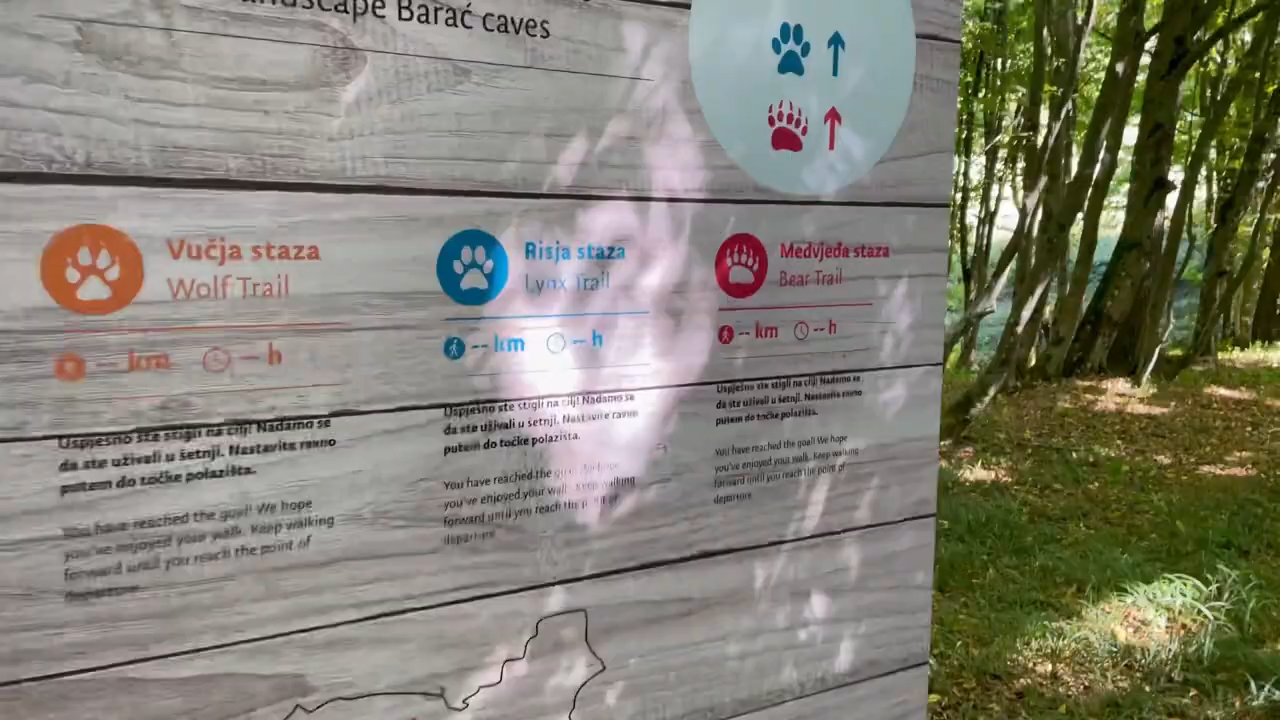 landscape Barać caves
Vučja staza
Wolf Trail
-- km -- h
Uspješno ste stigli na cilj! Nadamo se
da ste uživali u šetnji. Nastavite ravno
putem do točke polazišta.
You have reached the goal! We hope
you've enjoyed your walk. Keep walking
forward until you reach the point of
departure.
Risja staza
Lynx Trail
-- km -- h
Uspješno ste stigli na cilj! Nadamo se
da ste uživali u šetnji. Nastavite ravno
putem do točke polazišta.
You have reached the goal! We hope
you've enjoyed your walk. Keep walking
forward until you reach the point of
departure.
Medvjeđa staza
Bear Trail
-- km -- h
Uspješno ste stigli na cilj! Nadamo se
da ste uživali u šetnji. Nastavite ravno
putem do točke polazišta.
You have reached the goal! We hope
you've enjoyed your walk. Keep walking
forward until you reach the point of
departure.